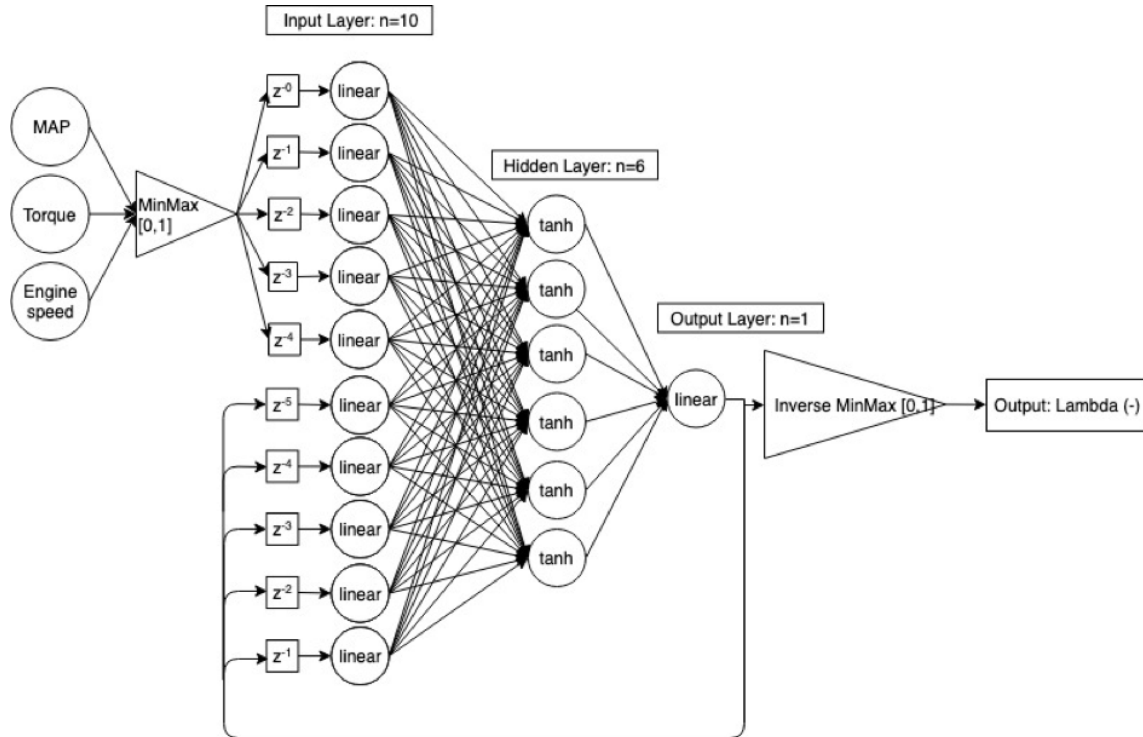 Input Layer: n=10
MAP
Torque
Engine
speed
MinMax
[0,1]
z-0
linear
z-1
linear
z-2
linear
z-3
linear
z-4
linear
z-5
linear
z-4
linear
z-3
linear
z-2
linear
z-1
linear
Hidden Layer: n=6
tanh
tanh
tanh
tanh
tanh
tanh
Output Layer: n=1
linear
Inverse MinMax [0,1]
Output: Lambda (-)